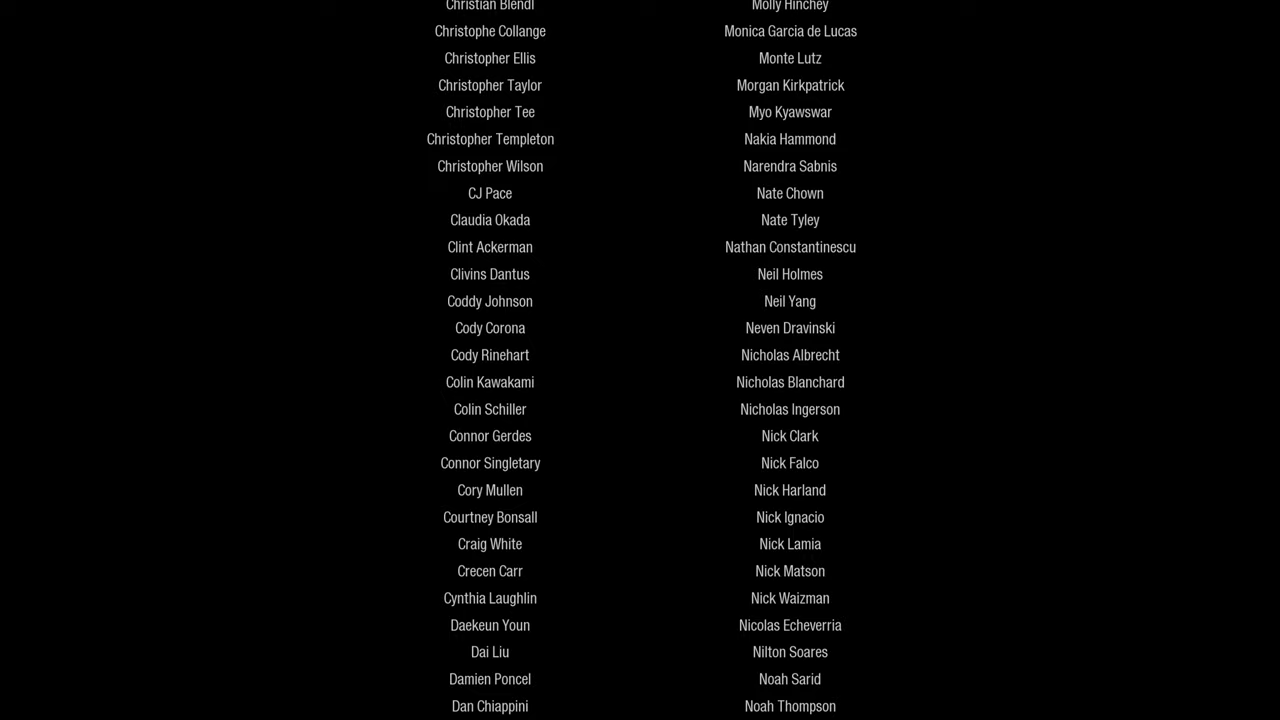 Christian Blendl
Christophe Collange
Christopher Ellis
Christopher Taylor
Christopher Tee
Christopher Templeton
Christopher Wilson
CJ Pace
Claudia Okada
Clint Ackerman
Clivins Dantus
Coddy Johnson
Cody Corona
Cody Rinehart
Colin Kawakami
Colin Schiller
Connor Gerdes
Connor Singletary
Cory Mullen
Courtney Bonsall
Craig White
Crecen Carr
Cynthia Laughlin
Daekeun Youn
Dai Liu
Damien Poncel
Dan Chiappini
Molly Hinchey
Monica Garcia de Lucas
Monte Lutz
Morgan Kirkpatrick
Myo Kyawswar
Nakia Hammond
Narendra Sabnis
Nate Chown
Nate Tyley
Nathan Constantinescu
Neil Holmes
Neil Yang
Neven Dravinski
Nicholas Albrecht
Nicholas Blanchard
Nicholas Ingerson
Nick Clark
Nick Falco
Nick Harland
Nick Ignacio
Nick Lamia
Nick Matson
Nick Waizman
Nicolas Echeverria
Nilton Soares
Noah Sarid
Noah Thompson